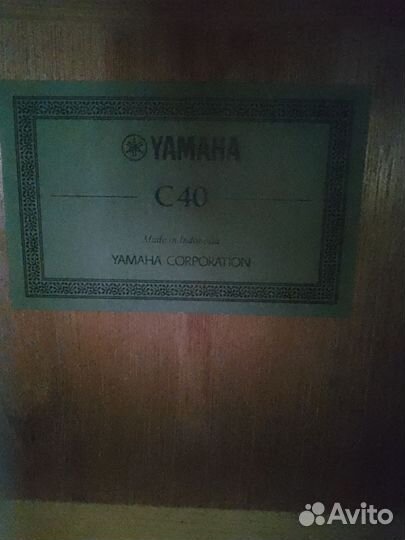 YAMAHA
C40
Made in Indonesia
YAMAHA CORPORATION
Avito